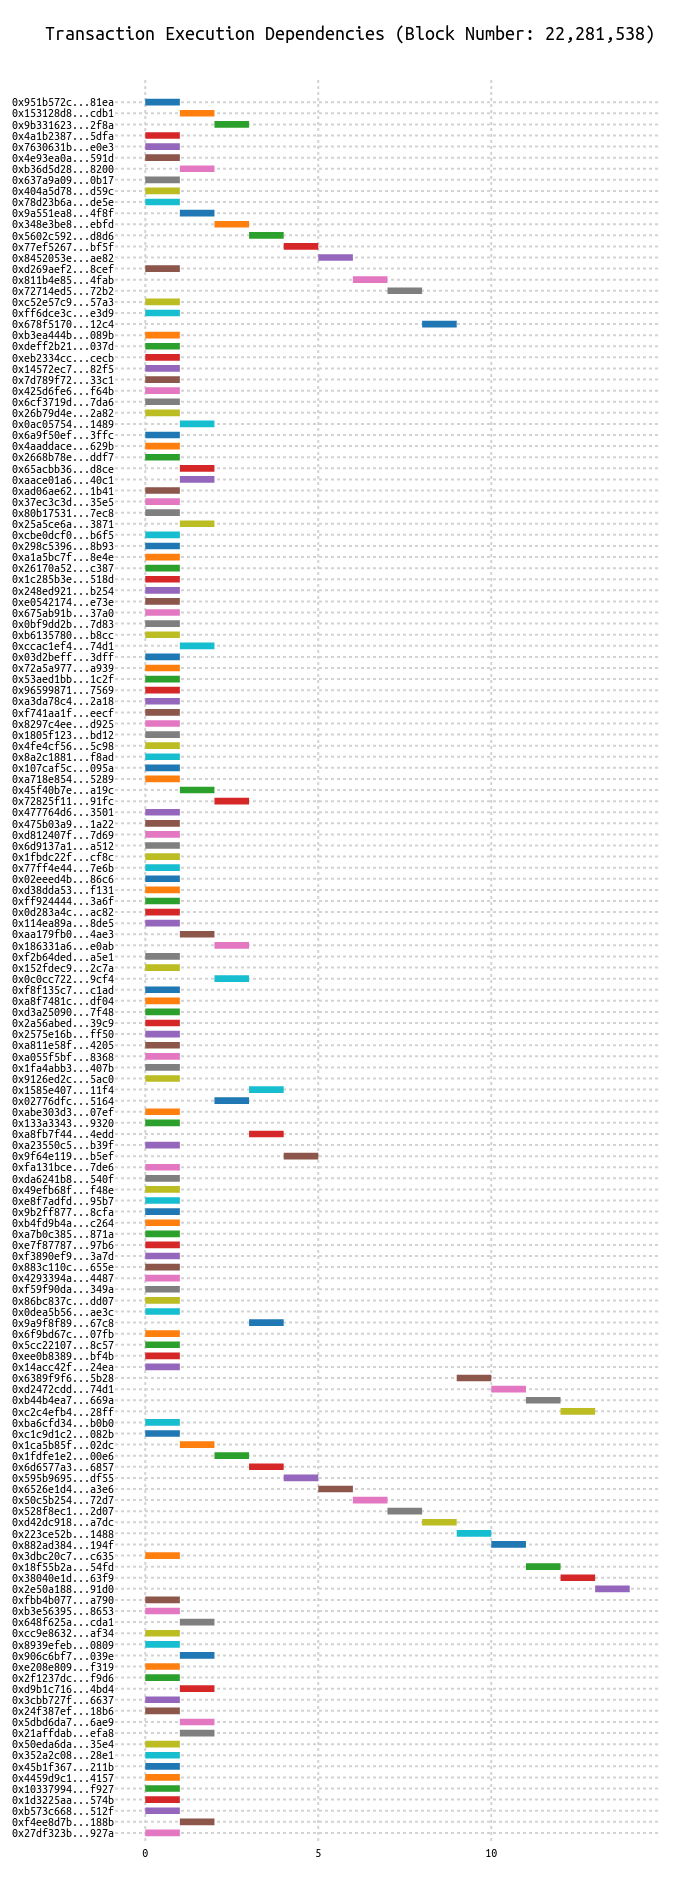 Transaction Execution Dependencies (Block Number: 22,281,538)
0x951b572c...81ea
0x153128d8...cdb1
0x9b331623...2f8a
0x4a1b2387...5dfa
0x7630631b...e0e3
0x4e93ea0a...591d
0xb36d5d28...8200
0x637a9a09...0b17
0x404a5d78...d59c
0x78d23b6a...de5e
0x9a551ea8...4f8f
0x348e3be8...ebfd
0x5602c592...d8d6
0x77ef5267...bf5f
0x8452053e...ae82
0xd269aef2...8cef
0x811b4e85...4fab
0x72714ed5...72b2
0xc52e57c9...57a3
0xff6dce3c...e3d9
0x678f5170...12c4
0xb3ea444b...089b
0xdeff2b21...037d
0xeb2334cc...cecb
0x14572ec7...82f5
0x7d789f72...33c1
0x425d6fe6...f64b
0x6cf3719d...7da6
0x26b79d4e...2a82
0x0ac05754...1489
0x6a9f50ef...3ffc
0x4aaddace...629b
0x2668b78e...ddf7
0x65acbb36...d8ce
0xaace01a6...40c1
0xad06ae62...1b41
0x37ec3c3d...35e5
0x80b17531...7ec8
0x25a5ce6a...3871
0xcbe0dcf0...b6f5
0x298c5396...8b93
0xa1a5bc7f...8e4e
0x26170a52...c387
0x1c285b3e...518d
0x248ed921...b254
0xe0542174...e73e
0x675ab91b...37a0
0x0bf9dd2b...7d83
0xb6135780...b8cc
0xccac1ef4...74d1
0x03d2beff...3dff
0x72a5a977...a939
0x53aed1bb...1c2f
0x96599871...7569
0xa3da78c4...2a18
0xf741aa1f...eecf
0x8297c4ee...d925
0x1805f123...bd12
0x4fe4cf56...5c98
0x8a2c1881...f8ad
0x107caf5c...095a
0xa718e854...5289
0x45f40b7e...a19c
0x72825f11...91fc
0x477764d6...3501
0x475b03a9...1a22
0xd812407f...7d69
0x6d9137a1...a512
0x1fbdc22f...cf8c
0x77ff4e44...7e6b
0x02eeed4b...86c6
0xd38dda53...f131
0xff924444...3a6f
0x0d283a4c...ac82
0x114ea89a...8de5
0xaa179fb0...4ae3
0x186331a6...e0ab
0xf2b64ded...a5e1
0x152fdec9...2c7a
0x0c0cc722...9cf4
0xf8f135c7...c1ad
0xa8f7481c...df04
0xd3a25090...7f48
0x2a56abed...39c9
0x2575e16b...ff50
0xa811e58f...4205
0xa055f5bf...8368
0x1fa4abb3...407b
0x9126ed2c...5ac0
0x1585e407...11f4
0x02776dfc...5164
0xabe303d3...07ef
0x133a3343...9320
0xa8fb7f44...4edd
0xa23550c5...b39f
0x9f64e119...b5ef
0xfa131bce...7de6
0xda6241b8...540f
0x49efb68f...f48e
0xe8f7adfd...95b7
0x9b2ff877...8cfa
0xb4fd9b4a...c264
0xa7b0c385...871a
0xe7f87787...97b6
0xf3890ef9...3a7d
0x883c110c...655e
0x4293394a...4487
0xf59f90da...349a
0x86bc837c...dd07
0x0dea5b56...ae3c
0x9a9f8f89...67c8
0x6f9bd67c...07fb
0x5cc22107...8c57
0xee0b8389...bf4b
0x14acc42f...24ea
0x6389f9f6...5b28
0xd2472cdd...74d1
0xb44b4ea7...669a
0xc2c4efb4...28ff
0xba6cfd34...b0b0
0xc1c9d1c2...082b
0x1ca5b85f...02dc
0x1fdfe1e2...00e6
0x6d6577a3...6857
0x595b9695...df55
0x6526e1d4...a3e6
0x50c5b254...72d7
0x528f8ec1...2d07
0xd42dc918...a7dc
0x223ce52b...1488
0x882ad384...194f
0x3dbc20c7...c635
0x18f55b2a...54fd
0x38040e1d...63f9
0x2e50a188...91d0
0xfbb4b077...a790
0xb3e56395...8653
0x648f625a...cda1
0xcc9e8632...af34
0x8939efeb...0809
0x906c6bf7...039e
0xe208e809...f319
0x2f1237dc...f9d6
0xd9b1c716...4bd4
0x3cbb727f...6637
0x24f387ef...18b6
0x5dbd6da7...6ae9
0x21affdab...efa8
0x50eda6da...35e4
0x352a2c08...28e1
0x45b1f367...211b
0x4459d9c1...4157
0x10337994...f927
0x1d3225aa...574b
0xb573c668...512f
0xf4ee8d7b...188b
0x27df323b...927a
0 5 10